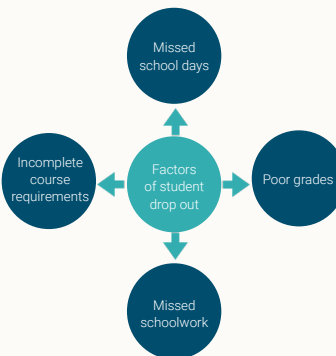 Missed
school days
Incomplete
course
requirements
Factors
of student
drop out
Poor grades
Missed
schoolwork